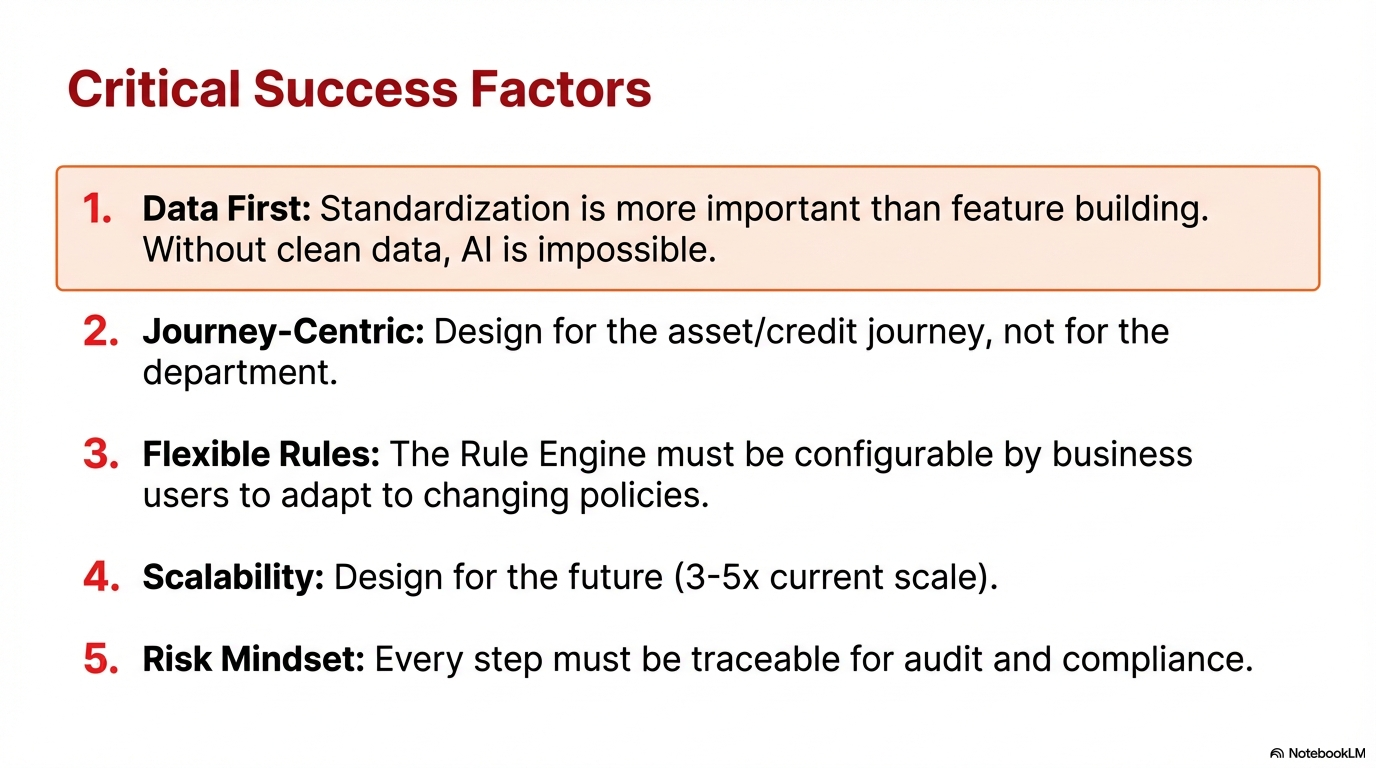 Critical Success Factors
1. Data First: Standardization is more important than feature building.
Without clean data, AI is impossible.
2. Journey-Centric: Design for the asset/credit journey, not for the
department.
3. Flexible Rules: The Rule Engine must be configurable by business
users to adapt to changing policies.
4. Scalability: Design for the future (3-5x current scale).
5. Risk Mindset: Every step must be traceable for audit and compliance.
NotebookLM